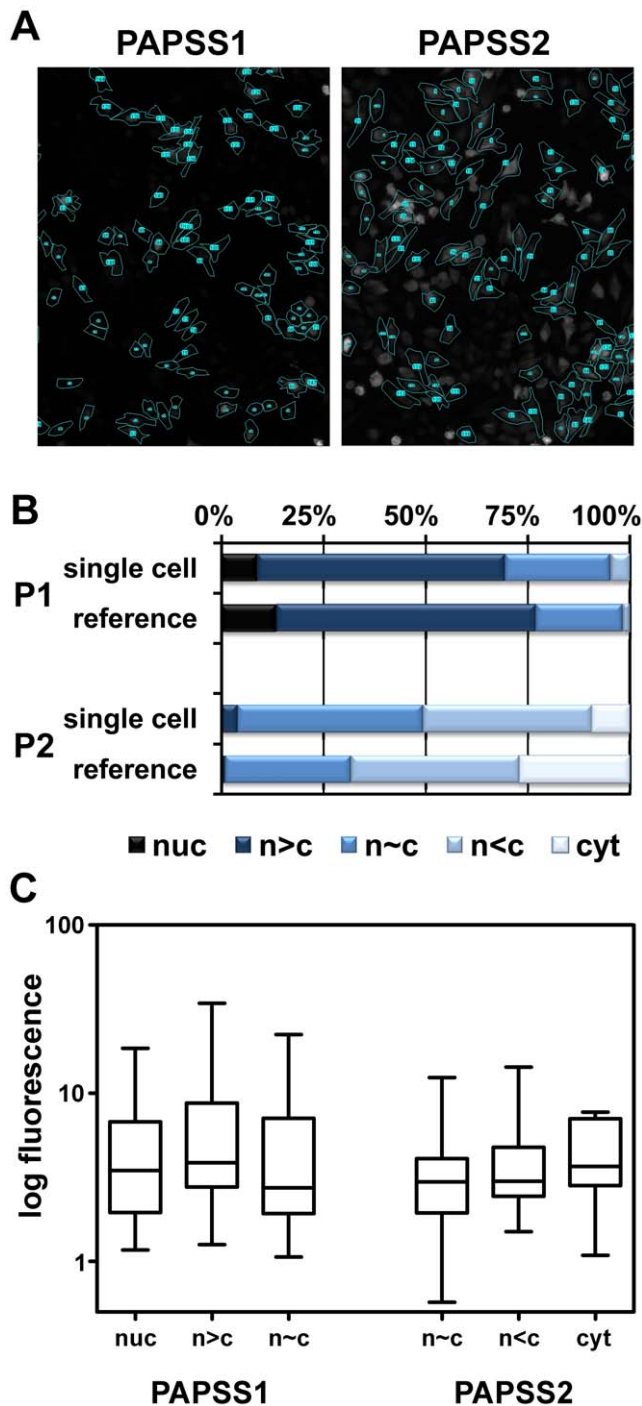 A
PAPSS1 PAPSS2
B
0% 25% 50% 75% 100%
P1
single cell
reference
P2
single cell
reference
nuc n>c n~c n<c cyt
C
log fluorescence
100
10
1
nuc n>c n~c n~c n<c cyt
PAPSS1 PAPSS2